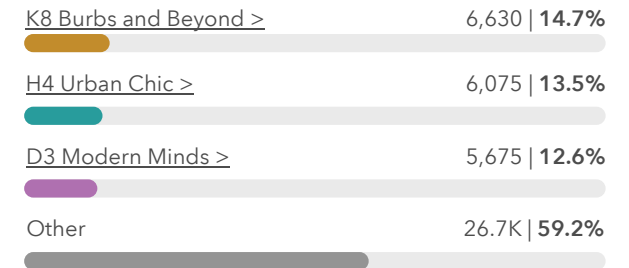 K8 Burbs and Beyond > 6,630 | 14.7%
H4 Urban Chic > 6,075 | 13.5%
D3 Modern Minds > 5,675 | 12.6%
Other 26.7K | 59.2%